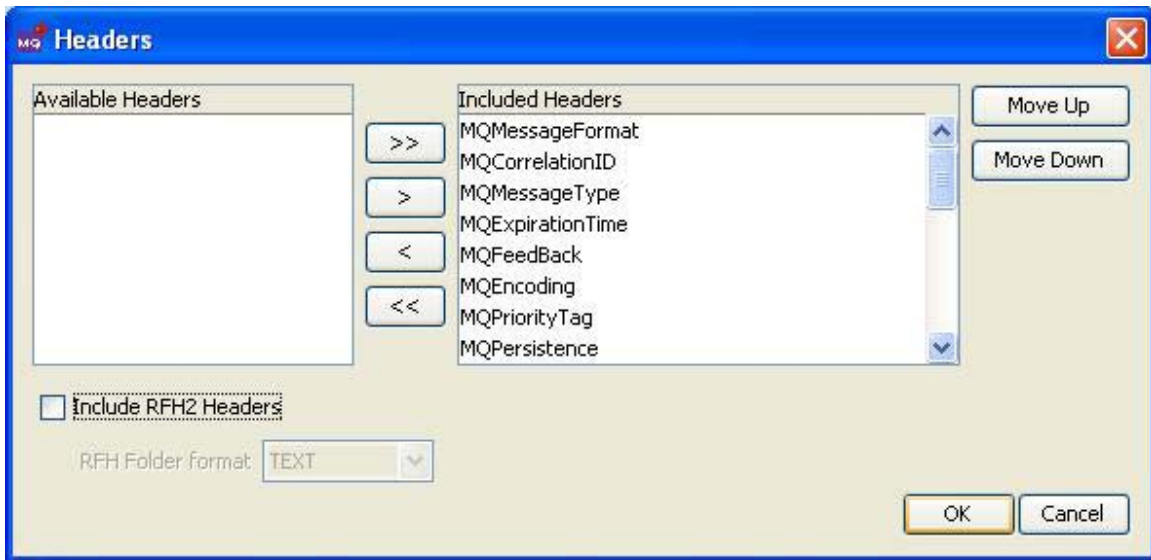 MQ Headers
Available Headers
>>
>
<
<<
Included Headers
MQMessageFormat
MQCorrelationID
MQMessageType
MQExpirationTime
MQFeedBack
MQEncoding
MQPriorityTag
MQPersistence
Move Up
Move Down
Include RFH2 Headers
RFH Folder format TEXT
OK Cancel